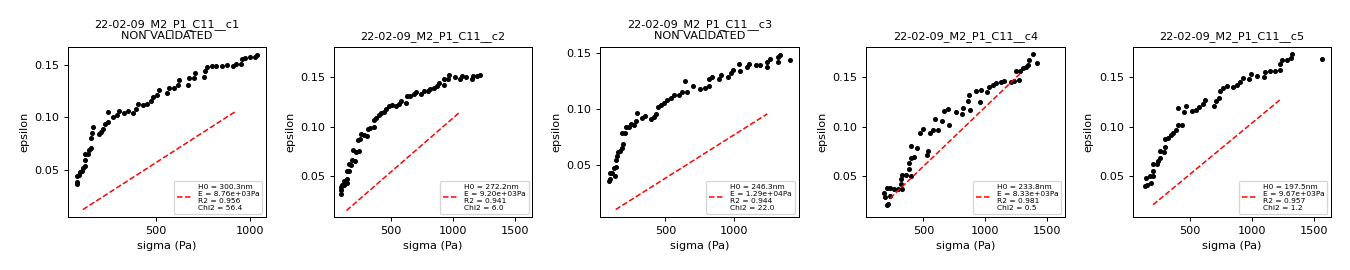 22-02-09_M2_P1_C11__c1
NON VALIDATED
epsilon
0.15
0.10
0.05
500
1000
sigma (Pa)
H0 = 300.3nm
E = 8.76e+03Pa
R2 = 0.956
Chi2 = 56.4
22-02-09_M2_P1_C11__c2
epsilon
0.15
0.10
0.05
500
1000
1500
sigma (Pa)
H0 = 272.2nm
E = 9.20e+03Pa
R2 = 0.941
Chi2 = 6.0
22-02-09_M2_P1_C11__c3
NON VALIDATED
epsilon
0.15
0.10
0.05
500
1000
sigma (Pa)
H0 = 246.3nm
E = 1.29e+04Pa
R2 = 0.944
Chi2 = 22.0
22-02-09_M2_P1_C11__c4
epsilon
0.15
0.10
0.05
500
1000
1500
sigma (Pa)
H0 = 233.8nm
E = 8.33e+03Pa
R2 = 0.981
Chi2 = 0.5
22-02-09_M2_P1_C11__c5
epsilon
0.15
0.10
0.05
500
1000
1500
sigma (Pa)
H0 = 197.5nm
E = 9.67e+03Pa
R2 = 0.957
Chi2 = 1.2